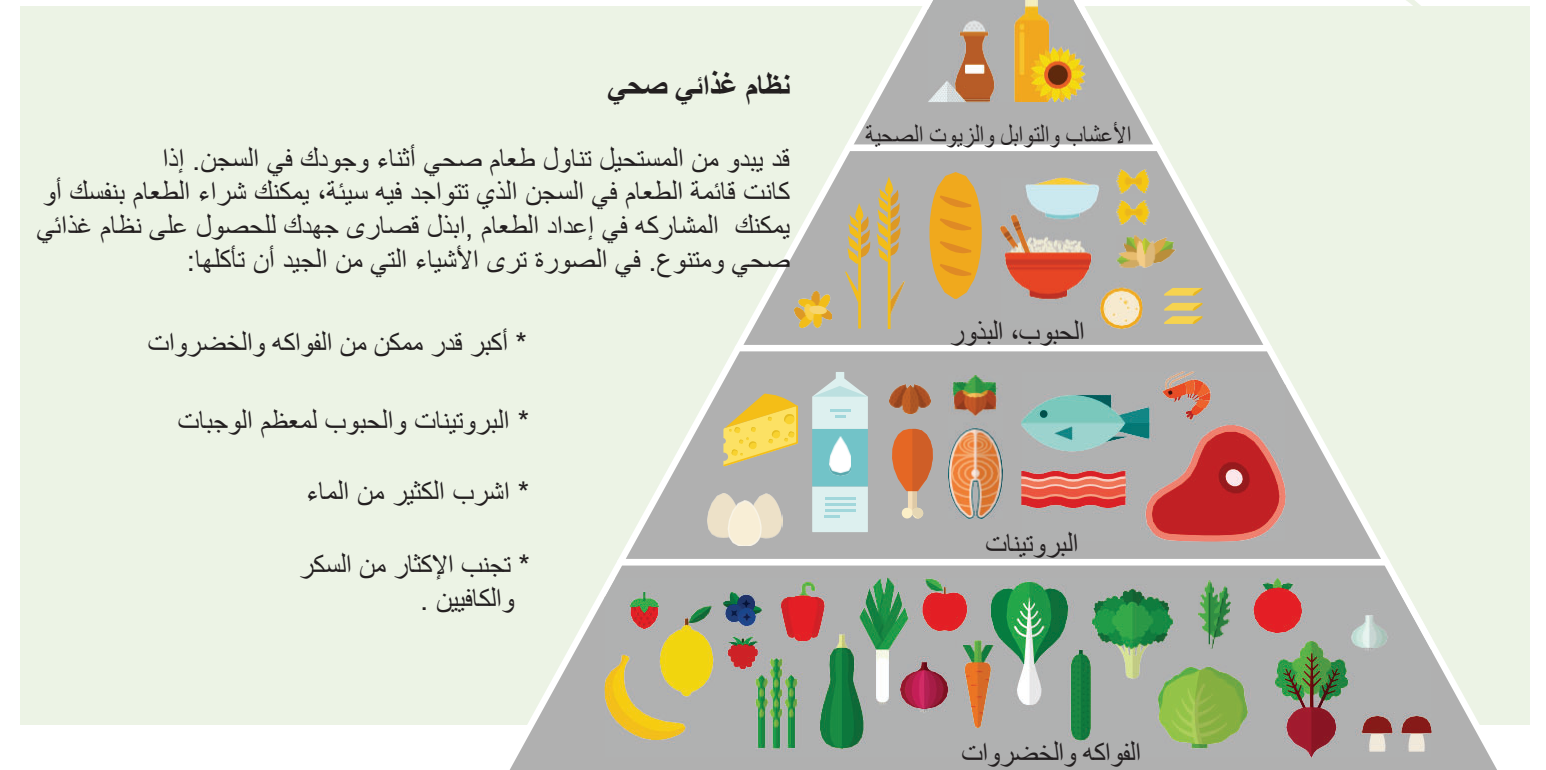 نظام غذائي صحي
قد يبدو من المستحيل تناول طعام صحي أثناء وجودك في السجن. إذا
كانت قائمة الطعام في السجن الذي تتواجد فيه سيئة، يمكنك شراء الطعام بنفسك أو
يمكنك المشاركه في إعداد الطعام ,ابذل قصارى جهدك للحصول على نظام غذائي
صحي ومتنوع. في الصورة ترى الأشياء التي من الجيد أن تأكلها:
* أكبر قدر ممكن من الفواكه والخضروات
* البروتينات والحبوب لمعظم الوجبات
* اشرب الكثير من الماء
* تجنب الإكثار من السكر
والكافيين .
الأعشاب والتوابل والزيوت الصحية
الحبوب، البذور
البروتينات
الفواكه والخضروات